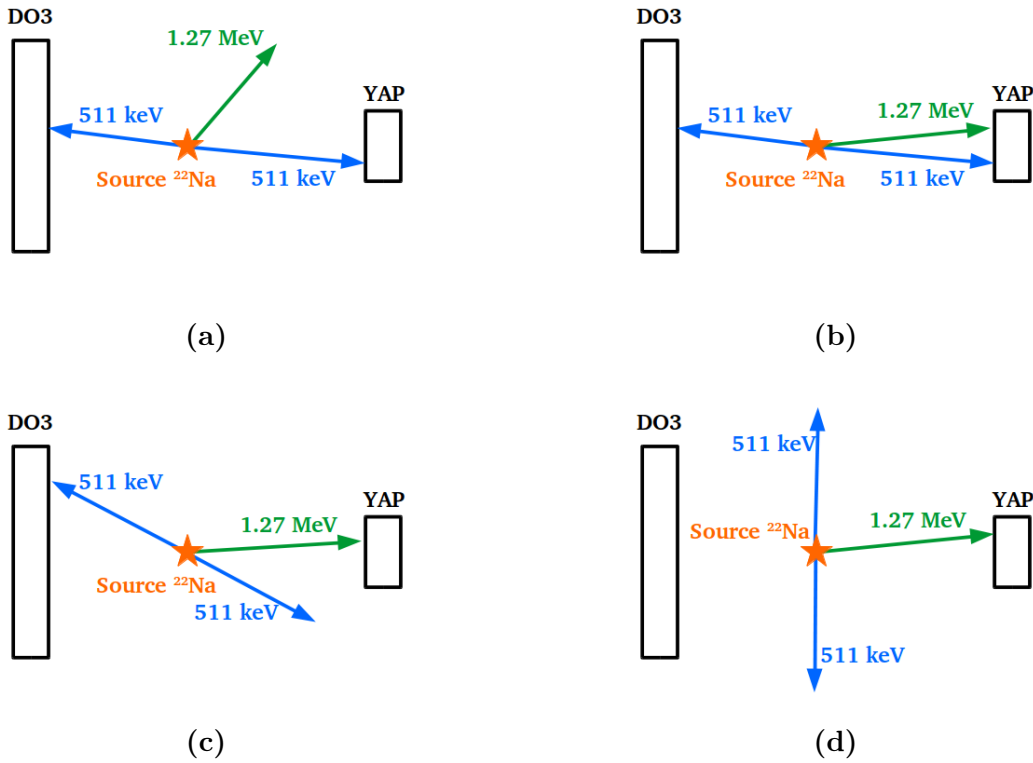 DO3
1.27 MeV
YAP
511 keV
Source ²²Na
511 keV
(a)
DO3
YAP
511 keV
1.27 MeV
Source ²²Na
511 keV
(b)
DO3
511 keV
YAP
1.27 MeV
Source ²²Na
511 keV
(c)
DO3
511 keV
YAP
Source ²²Na
1.27 MeV
511 keV
(d)